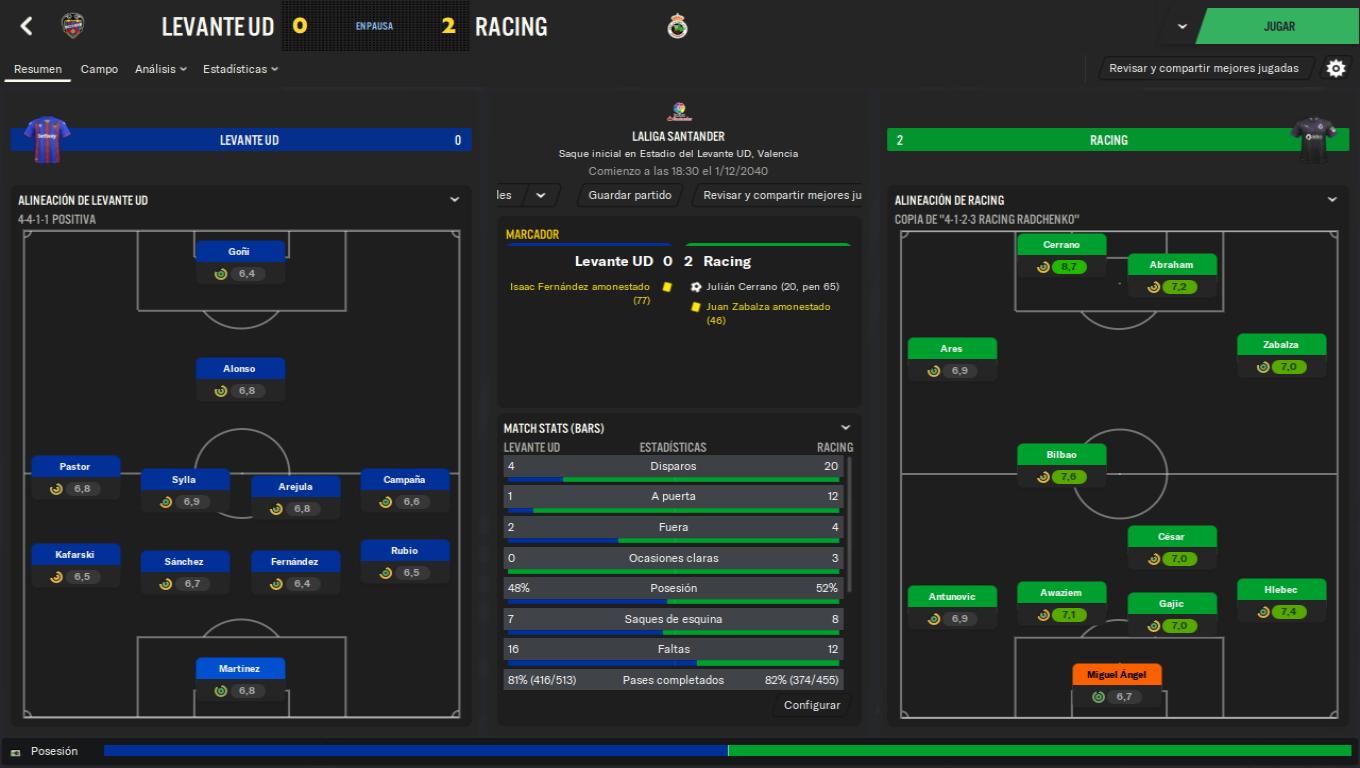 LEVANTE UD 0 EN PAUSA 2 RACING
JUGAR
Resumen Campo Análisis Estadísticas
Revisar y compartir mejores jugadas
LEVANTE UD 0
LALIGA SANTANDER
Saque inicial en Estadio del Levante UD, Valencia
Comienzo a las 18:30 el 1/12/2040
les Guardar partido Revisar y compartir mejores ju
2 RACING
ALINEACIÓN DE LEVANTE UD
4-4-1-1 POSITIVA
Goñi
6,4
Alonso
6,8
Pastor
6,8
Sylla
6,9
Arejula
6,8
Campaña
6,6
Kafarski
6,5
Sánchez
6,7
Fernández
6,4
Rubio
6,5
Martínez
6,8
MARCADOR
Levante UD 0 2 Racing
Isaac Fernández amonestado
(77)
Julián Cerrano (20, pen 65)
Juan Zabalza amonestado
(46)
MATCH STATS (BARS)
LEVANTE UD ESTADÍSTICAS RACING
4 Disparos 20
1 A puerta 12
2 Fuera 4
0 Ocasiones claras 3
48% Posesión 52%
7 Saques de esquina 8
16 Faltas 12
81% (416/513) Pases completados 82% (374/455)
Configurar
ALINEACIÓN DE RACING
COPIA DE "4-1-2-3 RACING RADCHENKO"
Cerrano
8,7
Abraham
7,2
Ares
6,9
Zabalza
7,0
Bilbao
7,6
César
7,0
Antunovic
6,9
Awaziem
7,1
Gajic
7,0
Hlebec
7,4
Miguel Ángel
6,7
Posesión